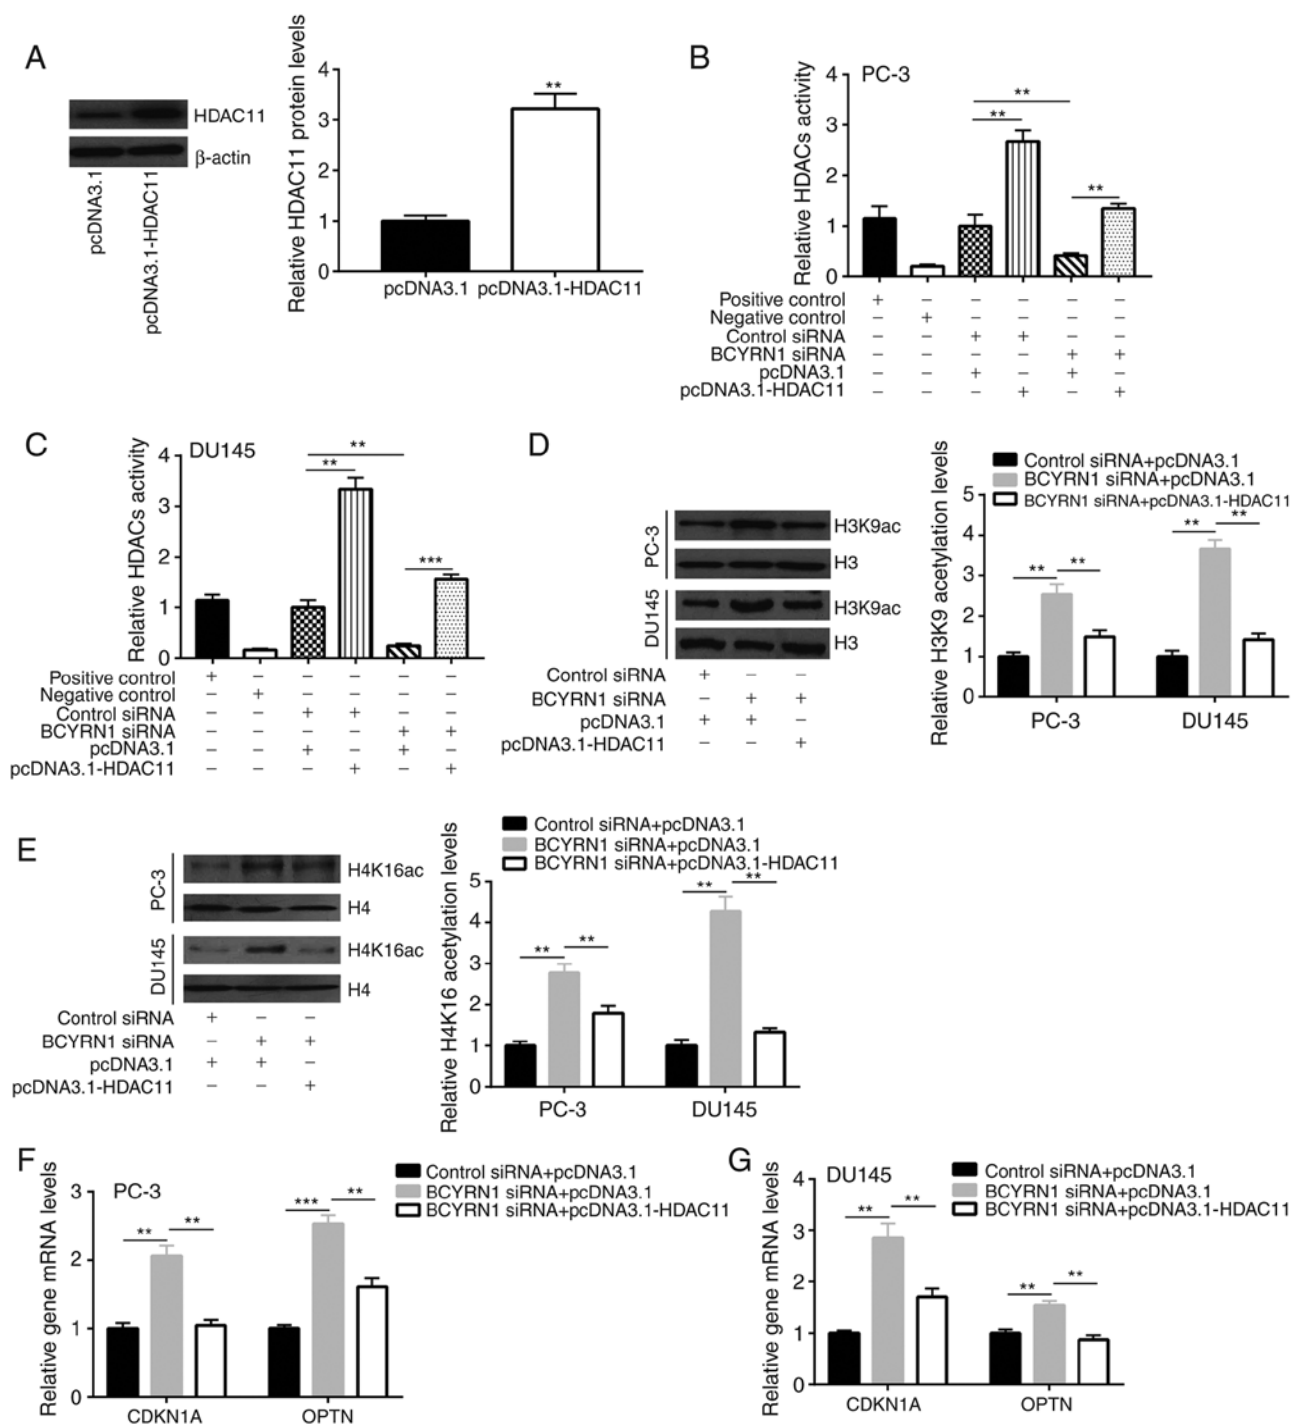 A
HDAC11
β-actin
pcDNA3.1
pcDNA3.1-HDAC11
Relative HDAC11 protein levels
4
3
2
1
0
**
pcDNA3.1 pcDNA3.1-HDAC11
B
PC-3
Relative HDACs activity
4
3
2
1
0
**
**
**
Positive control + – – – – –
Negative control – + – – – –
Control siRNA – – + + – –
BCYRN1 siRNA – – – – + +
pcDNA3.1 – – + – + –
pcDNA3.1-HDAC11 – – – + – +
C
DU145
Relative HDACs activity
4
3
2
1
0
**
**
***
Positive control + – – – – –
Negative control – + – – – –
Control siRNA – – + + – –
BCYRN1 siRNA – – – – + +
pcDNA3.1 – – + – + –
pcDNA3.1-HDAC11 – – – + – +
D
PC-3
H3K9ac
H3
DU145
H3K9ac
H3
Control siRNA + – –
BCYRN1 siRNA – + +
pcDNA3.1 + + –
pcDNA3.1-HDAC11 – – +
Control siRNA+pcDNA3.1
BCYRN1 siRNA+pcDNA3.1
BCYRN1 siRNA+pcDNA3.1-HDAC11
Relative H3K9 acetylation levels
5
4
3
2
1
0
** **
** **
PC-3 DU145
E
PC-3
H4K16ac
H4
DU145
H4K16ac
H4
Control siRNA + – –
BCYRN1 siRNA – + +
pcDNA3.1 + + –
pcDNA3.1-HDAC11 – – +
Control siRNA+pcDNA3.1
BCYRN1 siRNA+pcDNA3.1
BCYRN1 siRNA+pcDNA3.1-HDAC11
Relative H4K16 acetylation levels
5
4
3
2
1
0
** **
** **
PC-3 DU145
F
PC-3
Control siRNA+pcDNA3.1
BCYRN1 siRNA+pcDNA3.1
BCYRN1 siRNA+pcDNA3.1-HDAC11
Relative gene mRNA levels
3
2
1
0
** **
*** **
CDKN1A OPTN
G
DU145
Control siRNA+pcDNA3.1
BCYRN1 siRNA+pcDNA3.1
BCYRN1 siRNA+pcDNA3.1-HDAC11
Relative gene mRNA levels
4
3
2
1
0
** **
** **
CDKN1A OPTN